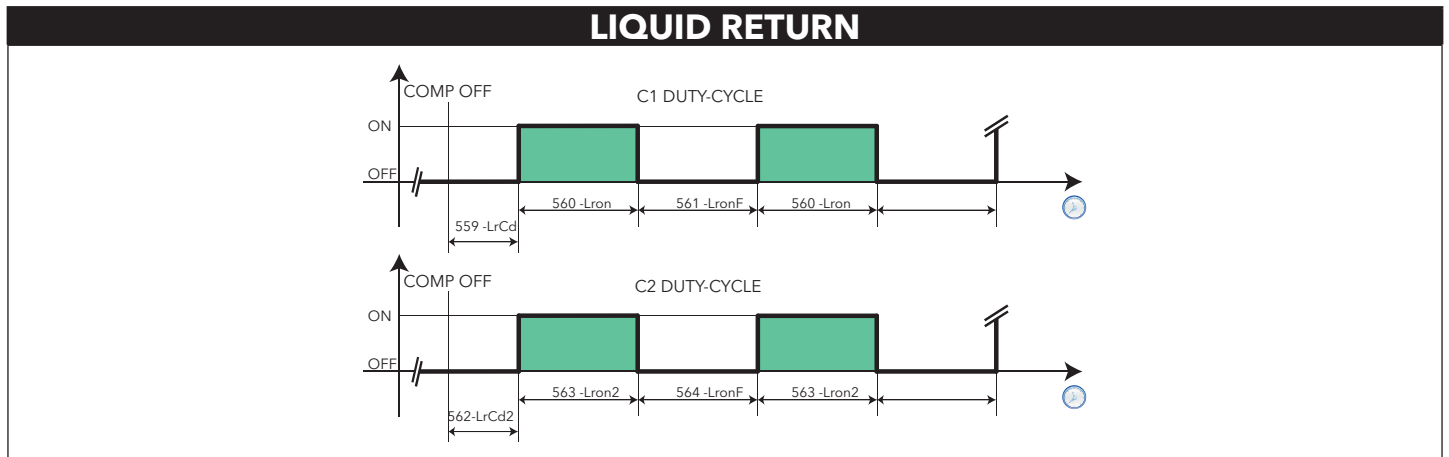 LIQUID RETURN
COMP OFF
C1 DUTY-CYCLE
ON
OFF
560 -Lron
561 -LronF
560 -Lron
559 -LrCd
COMP OFF
C2 DUTY-CYCLE
ON
OFF
563 -Lron2
564 -LronF
563 -Lron2
562-LrCd2